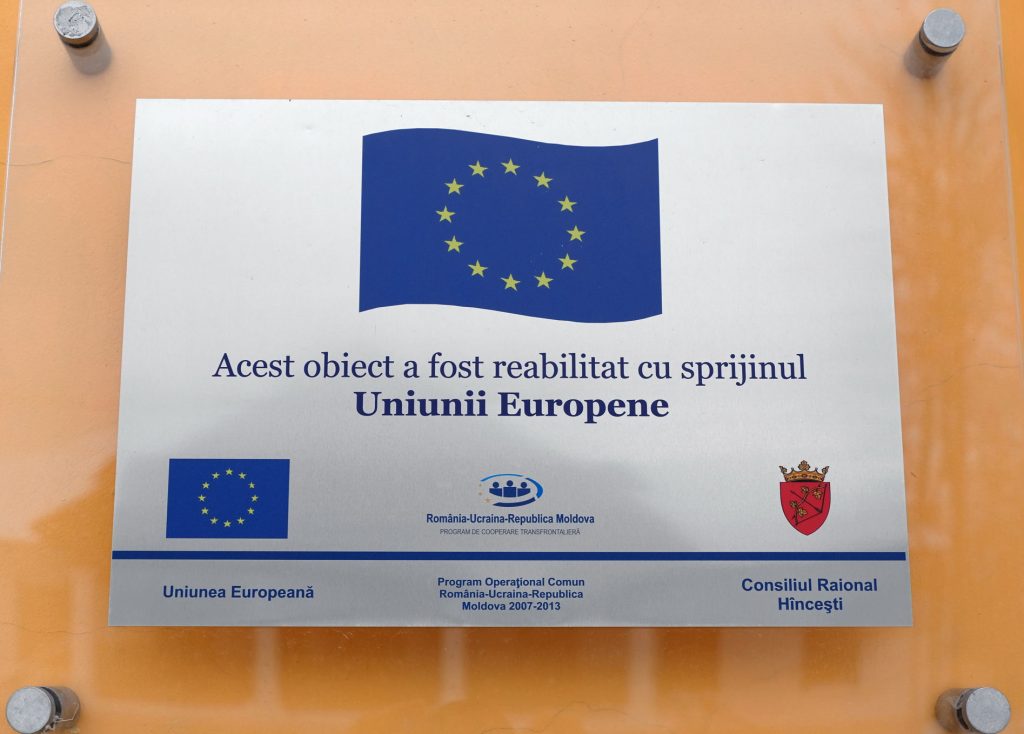 Acest obiect a fost reabilitat cu sprijinul
Uniunii Europene
România-Ucraina-Republica Moldova
PROGRAM DE COOPERARE TRANSFRONTALIERĂ
Uniunea Europeană
Program Operaţional Comun
România-Ucraina-Republica
Moldova 2007-2013
Consiliul Raional
Hînceşti